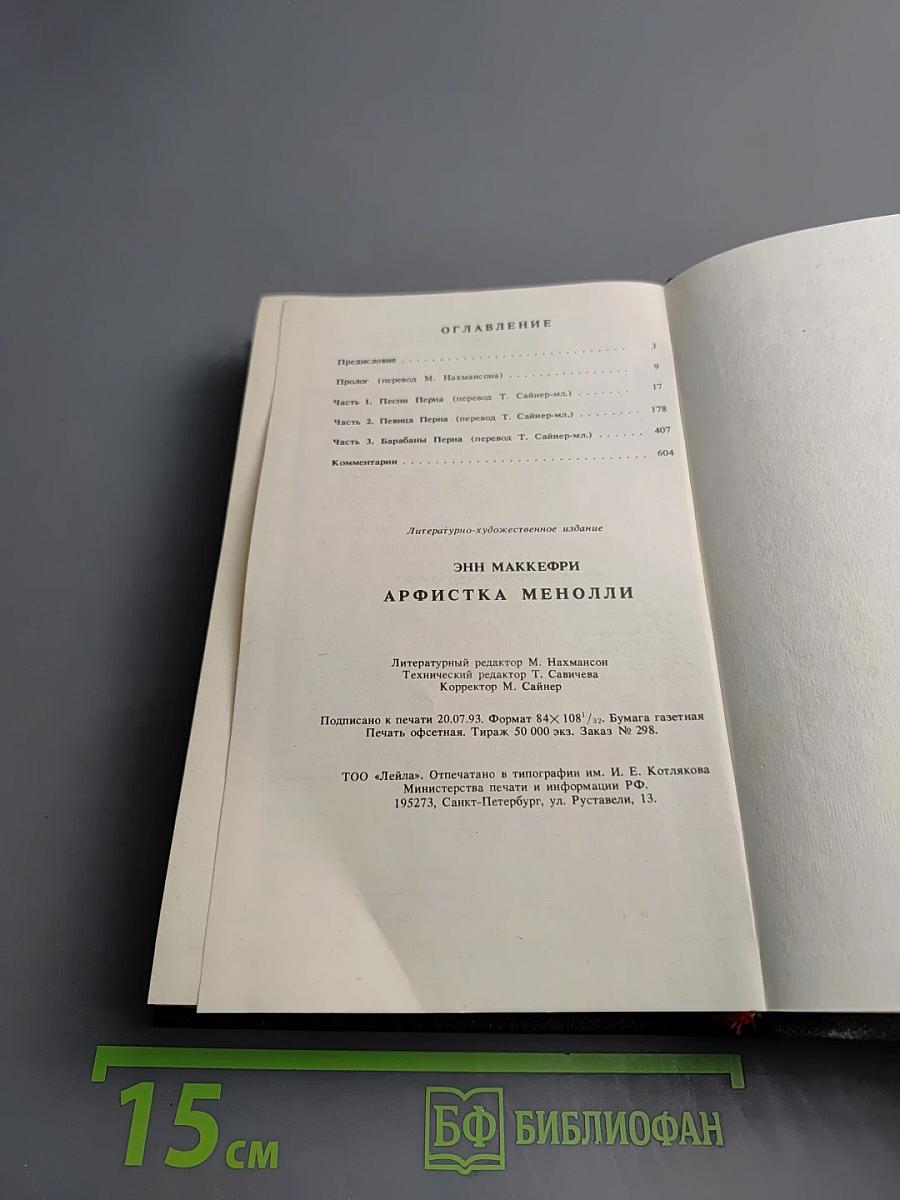 ОГЛАВЛЕНИЕ
Предисловие . . . . . . . . . . . . . . . . . . . . . . . . . . . . 3
Пролог (перевод М. Нахмансона) . . . . . . . . . . . . . . . 9
Часть 1. Песни Перна (перевод Т. Сайнер-мл.) . . . . . . . 17
Часть 2. Певица Перна (перевод Т. Сайнер-мл.) . . . . . . . 178
Часть 3. Барабаны Перна (перевод Т. Сайнер-мл.) . . . . . . 407
Комментарии . . . . . . . . . . . . . . . . . . . . . . . . . . . . 604
Литературно-художественное издание
ЭНН МАККЕФРИ
АРФИСТКА МЕНОЛЛИ
Литературный редактор М. Нахмансон
Технический редактор Т. Савичева
Корректор М. Сайнер
Подписано к печати 20.07.93. Формат 84×108¹/₃₂. Бумага газетная
Печать офсетная. Тираж 50 000 экз. Заказ № 298.
ТОО «Лейла». Отпечатано в типографии им. И. Е. Котлякова
Министерства печати и информации РФ.
195273, Санкт-Петербург, ул. Руставели, 13.
15 см
БФ БИБЛИОФАН